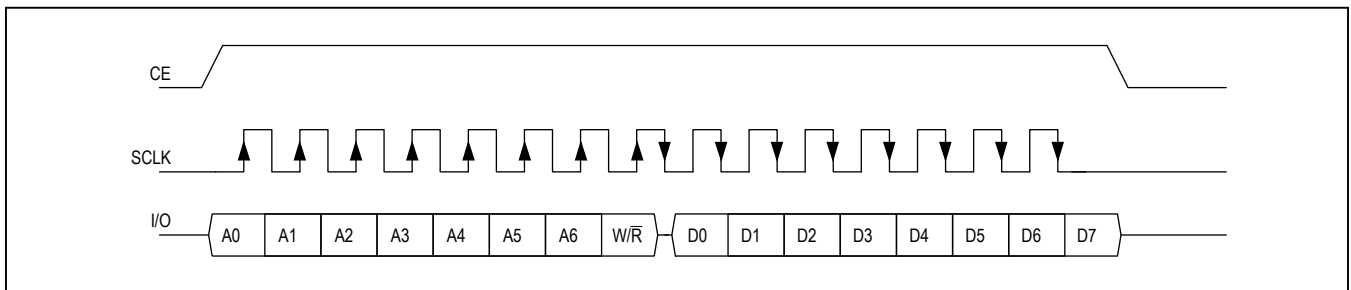 CE
SCLK
I/O A0 A1 A2 A3 A4 A5 A6 W/R̅ D0 D1 D2 D3 D4 D5 D6 D7